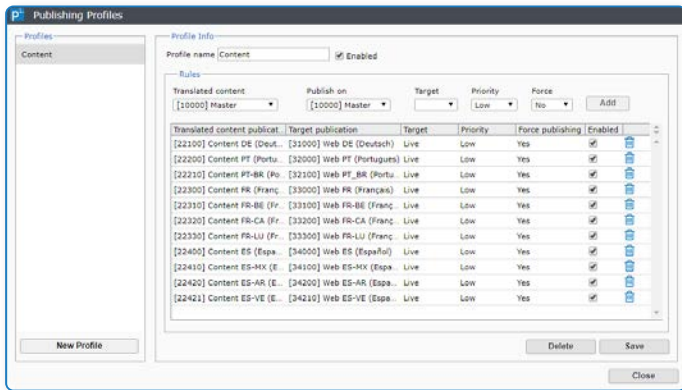 Publishing Profiles
Profiles
Content
New Profile
Profile Info
Profile name Content Enabled
Rules
Translated content Publish on Target Priority Force
[10000] Master [10000] Master Low No Add
Translated content publicat.. Target publication Target Priority Force publishing Enabled
[22100] Content DE (Deut.. [31000] Web DE (Deutsch) Live Low Yes
[22200] Content PT (Portu.. [32000] Web PT (Portugues) Live Low Yes
[22210] Content PT-BR (Po.. [32100] Web PT_BR (Portu.. Live Low Yes
[22300] Content FR (Franç.. [33000] Web FR (Français) Live Low Yes
[22310] Content FR-BE (Fr.. [33100] Web FR-BE (Franç.. Live Low Yes
[22320] Content FR-CA (Fr.. [33200] Web FR-CA (Franç.. Live Low Yes
[22330] Content FR-LU (Fr.. [33300] Web FR-LU (Franç.. Live Low Yes
[22400] Content ES (Espa.. [34000] Web ES (Español) Live Low Yes
[22410] Content ES-MX (E.. [34100] Web ES-MX (Espa.. Live Low Yes
[22420] Content ES-AR (E.. [34200] Web ES-AR (Espa.. Live Low Yes
[22421] Content ES-VE (E.. [34210] Web ES-VE (Espa.. Live Low Yes
Delete Save
Close